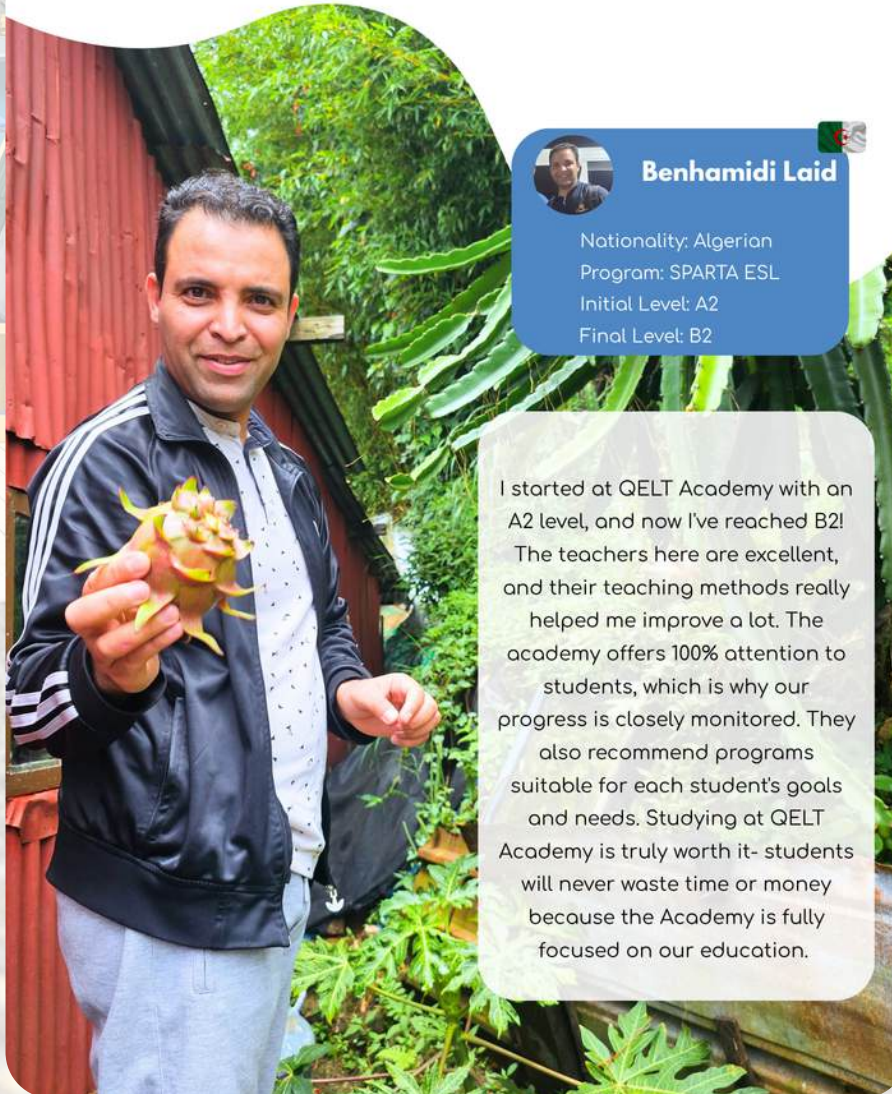 Benhamidi Laid
Nationality: Algerian
Program: SPARTA ESL
Initial Level: A2
Final Level: B2
I started at QELT Academy with an
A2 level, and now I've reached B2!
The teachers here are excellent,
and their teaching methods really
helped me improve a lot. The
academy offers 100% attention to
students, which is why our
progress is closely monitored. They
also recommend programs
suitable for each student's goals
and needs. Studying at QELT
Academy is truly worth it- students
will never waste time or money
because the Academy is fully
focused on our education.